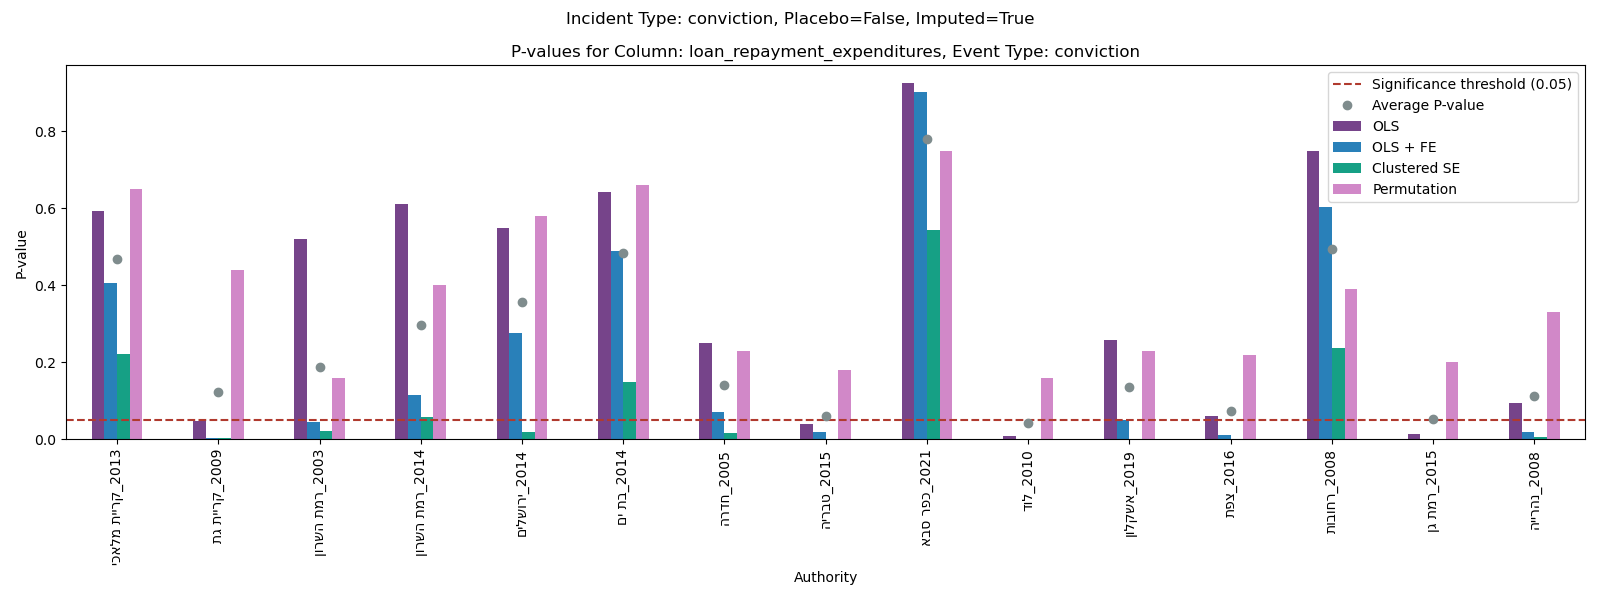 Incident Type: conviction, Placebo=False, Imputed=True
P-values for Column: loan_repayment_expenditures, Event Type: conviction
Significance threshold (0.05)
Average P-value
OLS
OLS + FE
Clustered SE
Permutation
P-value
0.8
0.6
0.4
0.2
0.0
קריית מלאכי_2013
קריית גת_2009
רמת השרון_2003
רמת השרון_2014
ירושלים_2014
בת ים_2014
חדרה_2005
טבריה_2015
כפר סבא_2021
לוד_2010
אשקלון_2019
צפת_2016
רחובות_2008
רמת גן_2015
נהרייה_2008
Authority